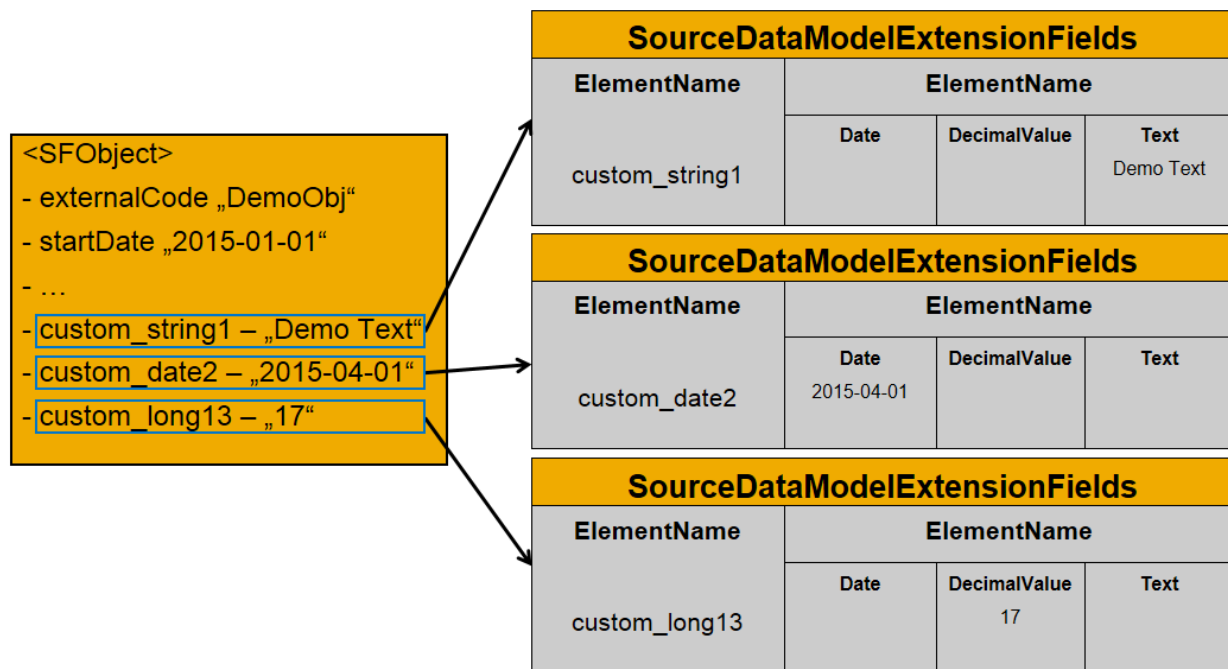 <SFObject>
- externalCode „DemoObj“
- startDate „2015-01-01“
- …
- custom_string1 – „Demo Text“
- custom_date2 – „2015-04-01“
- custom_long13 – „17“
SourceDataModelExtensionFields
ElementName ElementName
Date DecimalValue Text
custom_string1 Demo Text
SourceDataModelExtensionFields
ElementName ElementName
Date DecimalValue Text
custom_date2 2015-04-01
SourceDataModelExtensionFields
ElementName ElementName
Date DecimalValue Text
custom_long13 17